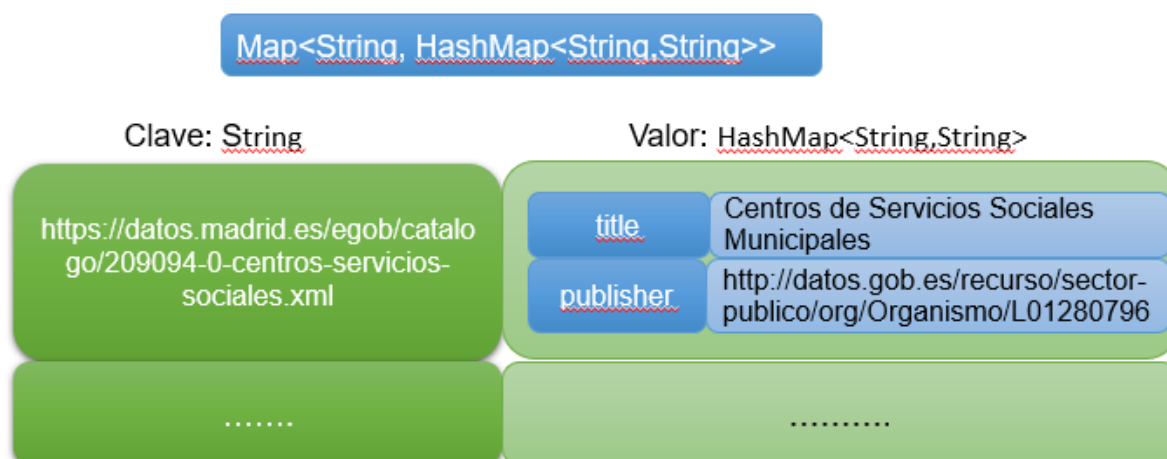 Map<String, HashMap<String,String>>
Clave: String
Valor: HashMap<String,String>
https://datos.madrid.es/egob/catalo
go/209094-0-centros-servicios-
sociales.xml
title
Centros de Servicios Sociales
Municipales
publisher
http://datos.gob.es/recurso/sector-
publico/org/Organismo/L01280796
.......
..........